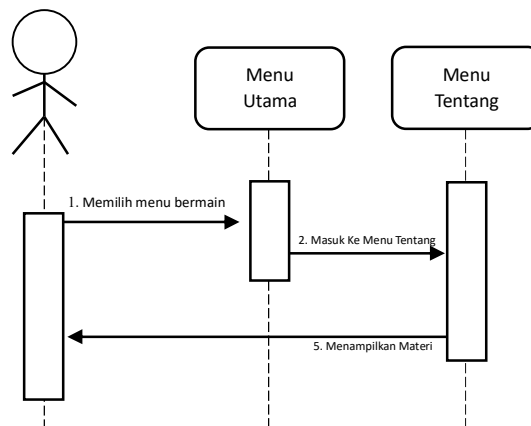 Menu
Utama
Menu
Tentang
1. Memilih menu bermain
2. Masuk Ke Menu Tentang
5. Menampilkan Materi